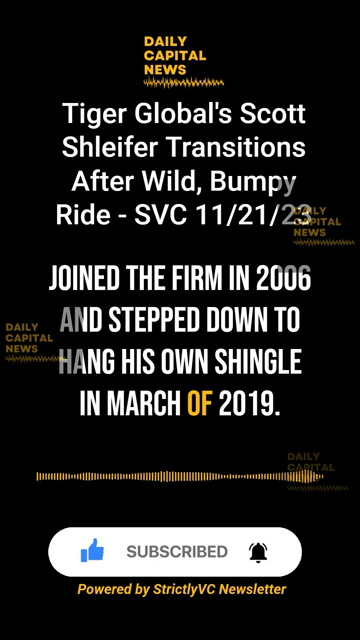 DAILY
CAPITAL
NEWS
Tiger Global's Scott
Shleifer Transitions
After Wild, Bumpy
Ride - SVC 11/21/23
DAILY
CAPITAL
NEWS
JOINED THE FIRM IN 2006
AND STEPPED DOWN TO
HANG HIS OWN SHINGLE
IN MARCH OF 2019.
DAILY
CAPITAL
NEWS
DAILY
CAPITAL
NEWS
SUBSCRIBED
Powered by StrictlyVC Newsletter